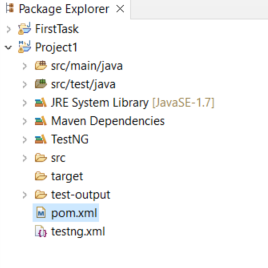 Package Explorer
FirstTask
Project1
src/main/java
src/test/java
JRE System Library [JavaSE-1.7]
Maven Dependencies
TestNG
src
target
test-output
pom.xml
testng.xml